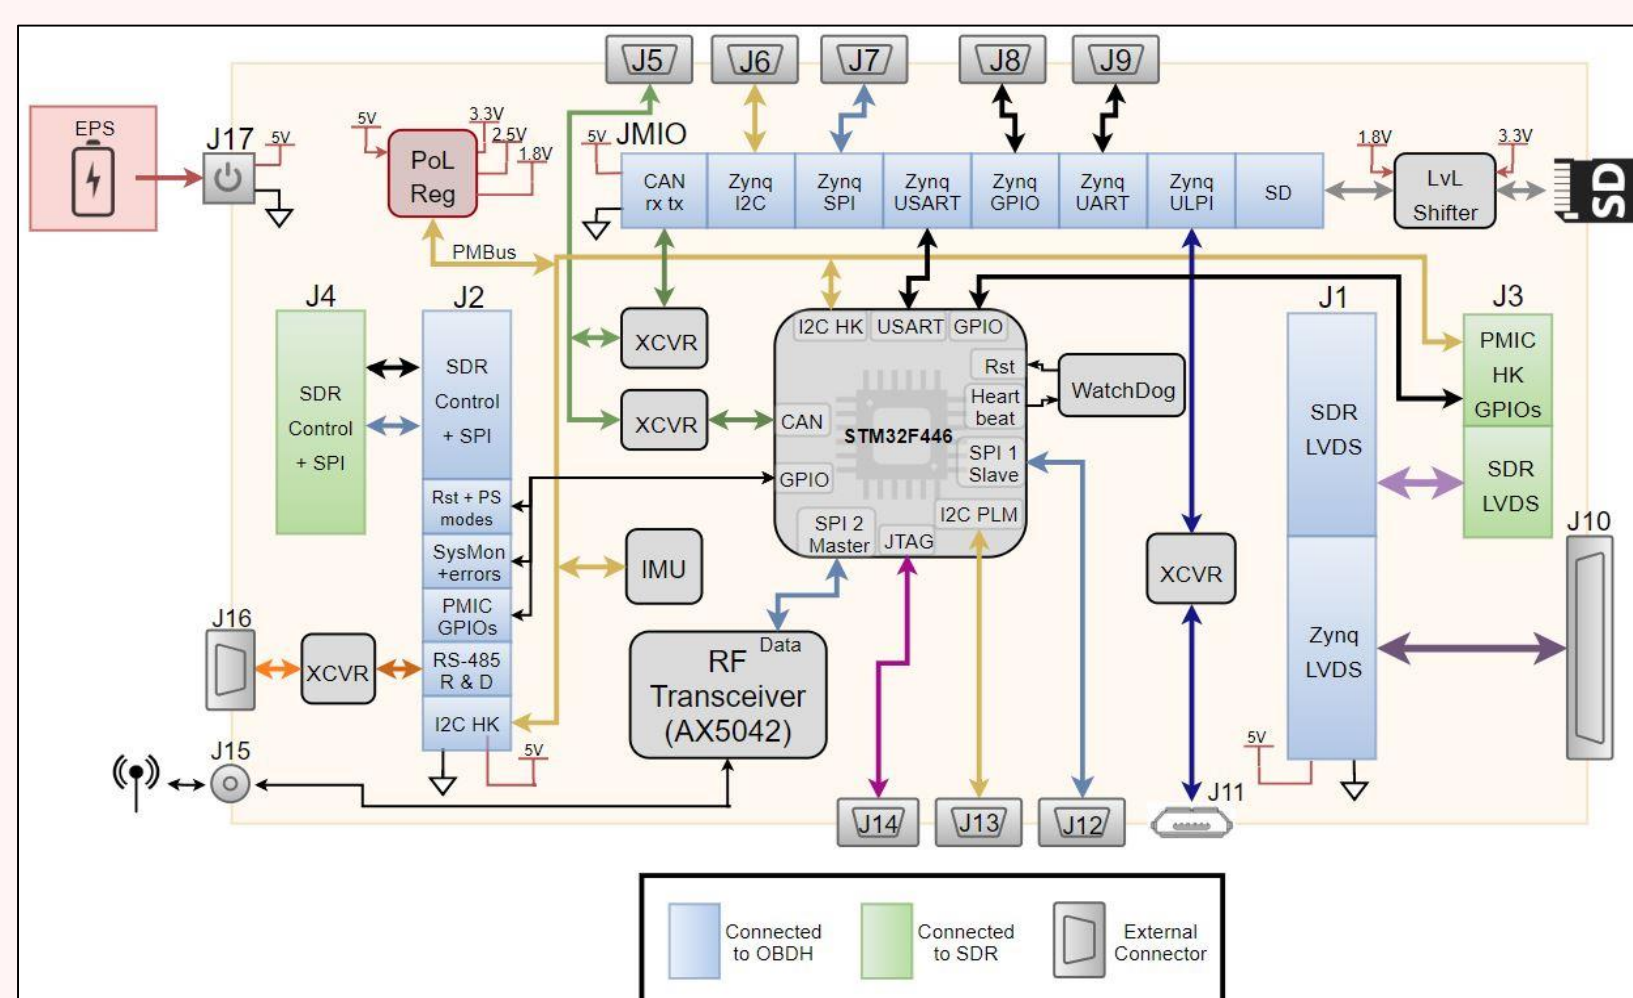 J5
J6
J7
J8
J9
EPS
J17
5V
5V
3.3V
2.5V
1.8V
PoL
Reg
PMBus
5V
JMIO
CAN
rx tx
Zynq
I2C
Zynq
SPI
Zynq
USART
Zynq
GPIO
Zynq
UART
Zynq
ULPI
SD
1.8V
3.3V
LvL
Shifter
SD
J4
SDR
Control
+ SPI
J2
SDR
Control
+ SPI
Rst + PS
modes
SysMon
+errors
PMIC
GPIOs
RS-485
R & D
I2C HK
5V
XCVR
XCVR
I2C HK
USART
GPIO
Rst
Heart
beat
CAN
STM32F446
SPI 1
Slave
GPIO
I2C PLM
SPI 2
Master
JTAG
WatchDog
IMU
XCVR
J1
SDR
LVDS
Zynq
LVDS
5V
J3
PMIC
HK
GPIOs
SDR
LVDS
J10
J16
XCVR
RF
Transceiver
(AX5042)
Data
J15
J14
J13
J12
J11
Connected
to OBDH
Connected
to SDR
External
Connector